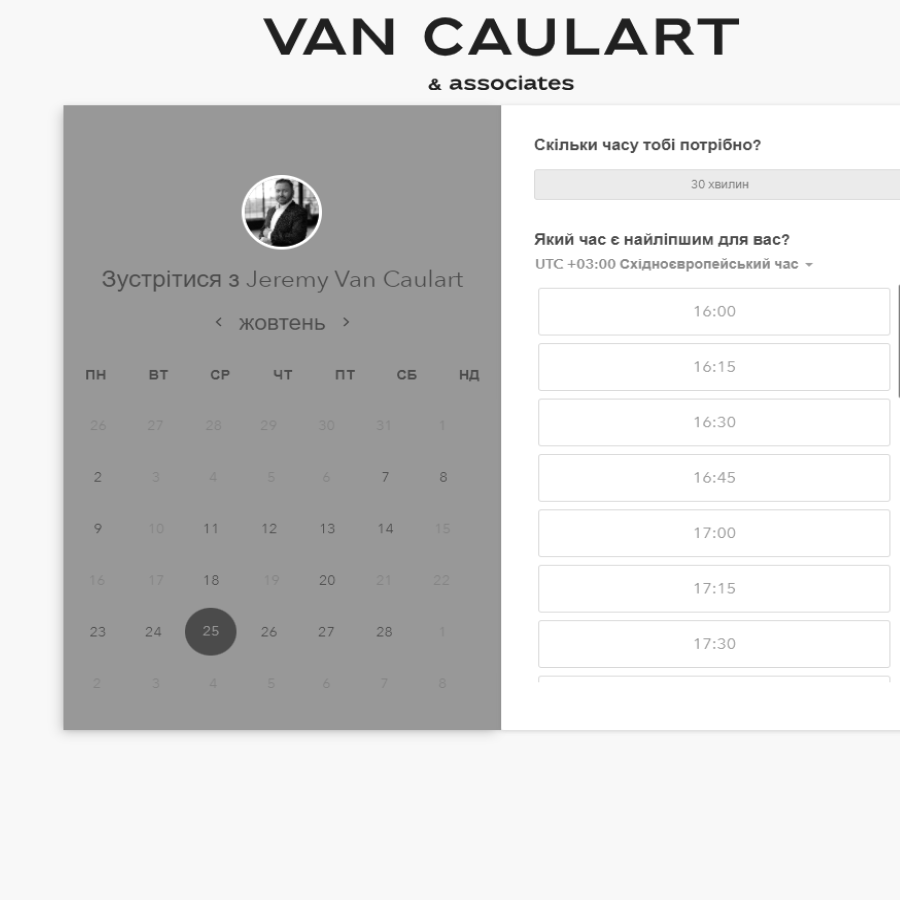 VAN CAULART
& associates
Зустрітися з Jeremy Van Caulart
жовтень
ПН ВТ СР ЧТ ПТ СБ НД
26 27 28 29 30 31 1
2 3 4 5 6 7 8
9 10 11 12 13 14 15
16 17 18 19 20 21 22
23 24 25 26 27 28 1
2 3 4 5 6 7 8
Скільки часу тобі потрібно?
30 хвилин
Який час є найліпшим для вас?
UTC +03:00 Східноєвропейський час
16:00
16:15
16:30
16:45
17:00
17:15
17:30